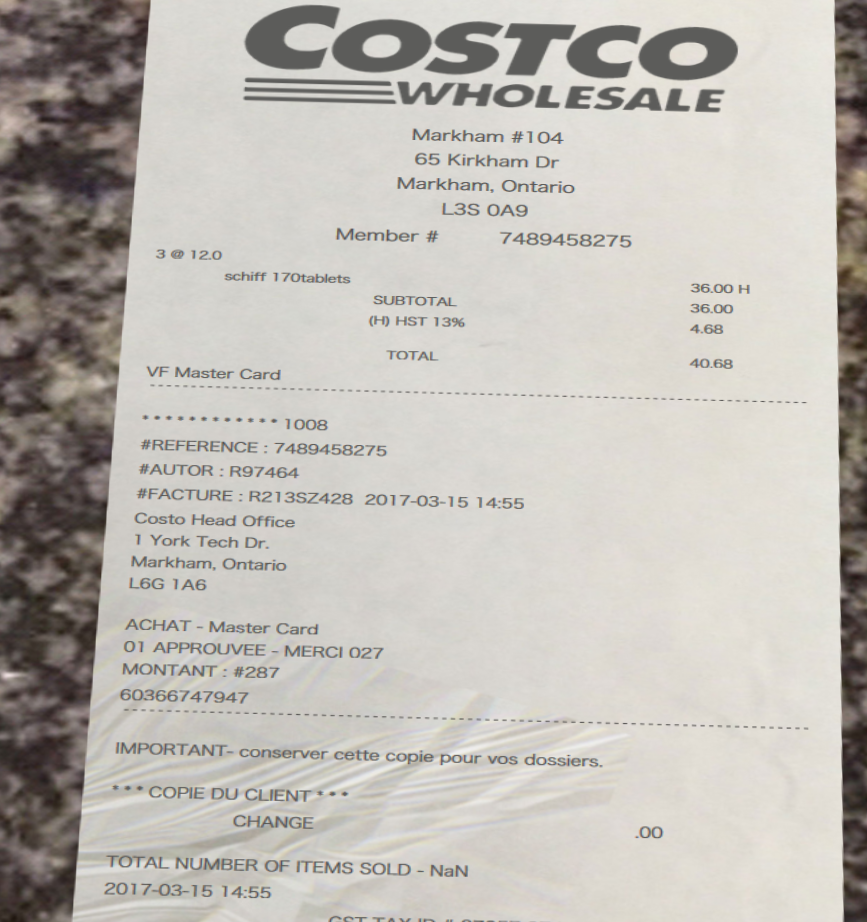 COSTCO
WHOLESALE
Markham #104
65 Kirkham Dr
Markham, Ontario
L3S 0A9
Member # 7489458275
3 @ 12.0
schiff 170tablets 36.00 H
SUBTOTAL 36.00
(H) HST 13% 4.68
TOTAL 40.68
VF Master Card
************ 1008
#REFERENCE : 7489458275
#AUTOR : R97464
#FACTURE : R213SZ428 2017-03-15 14:55
Costo Head Office
1 York Tech Dr.
Markham, Ontario
L6G 1A6
ACHAT - Master Card
01 APPROUVEE - MERCI 027
MONTANT : #287
60366747947
IMPORTANT- conserver cette copie pour vos dossiers.
*** COPIE DU CLIENT ***
CHANGE .00
TOTAL NUMBER OF ITEMS SOLD - NaN
2017-03-15 14:55
GST TAX ID #